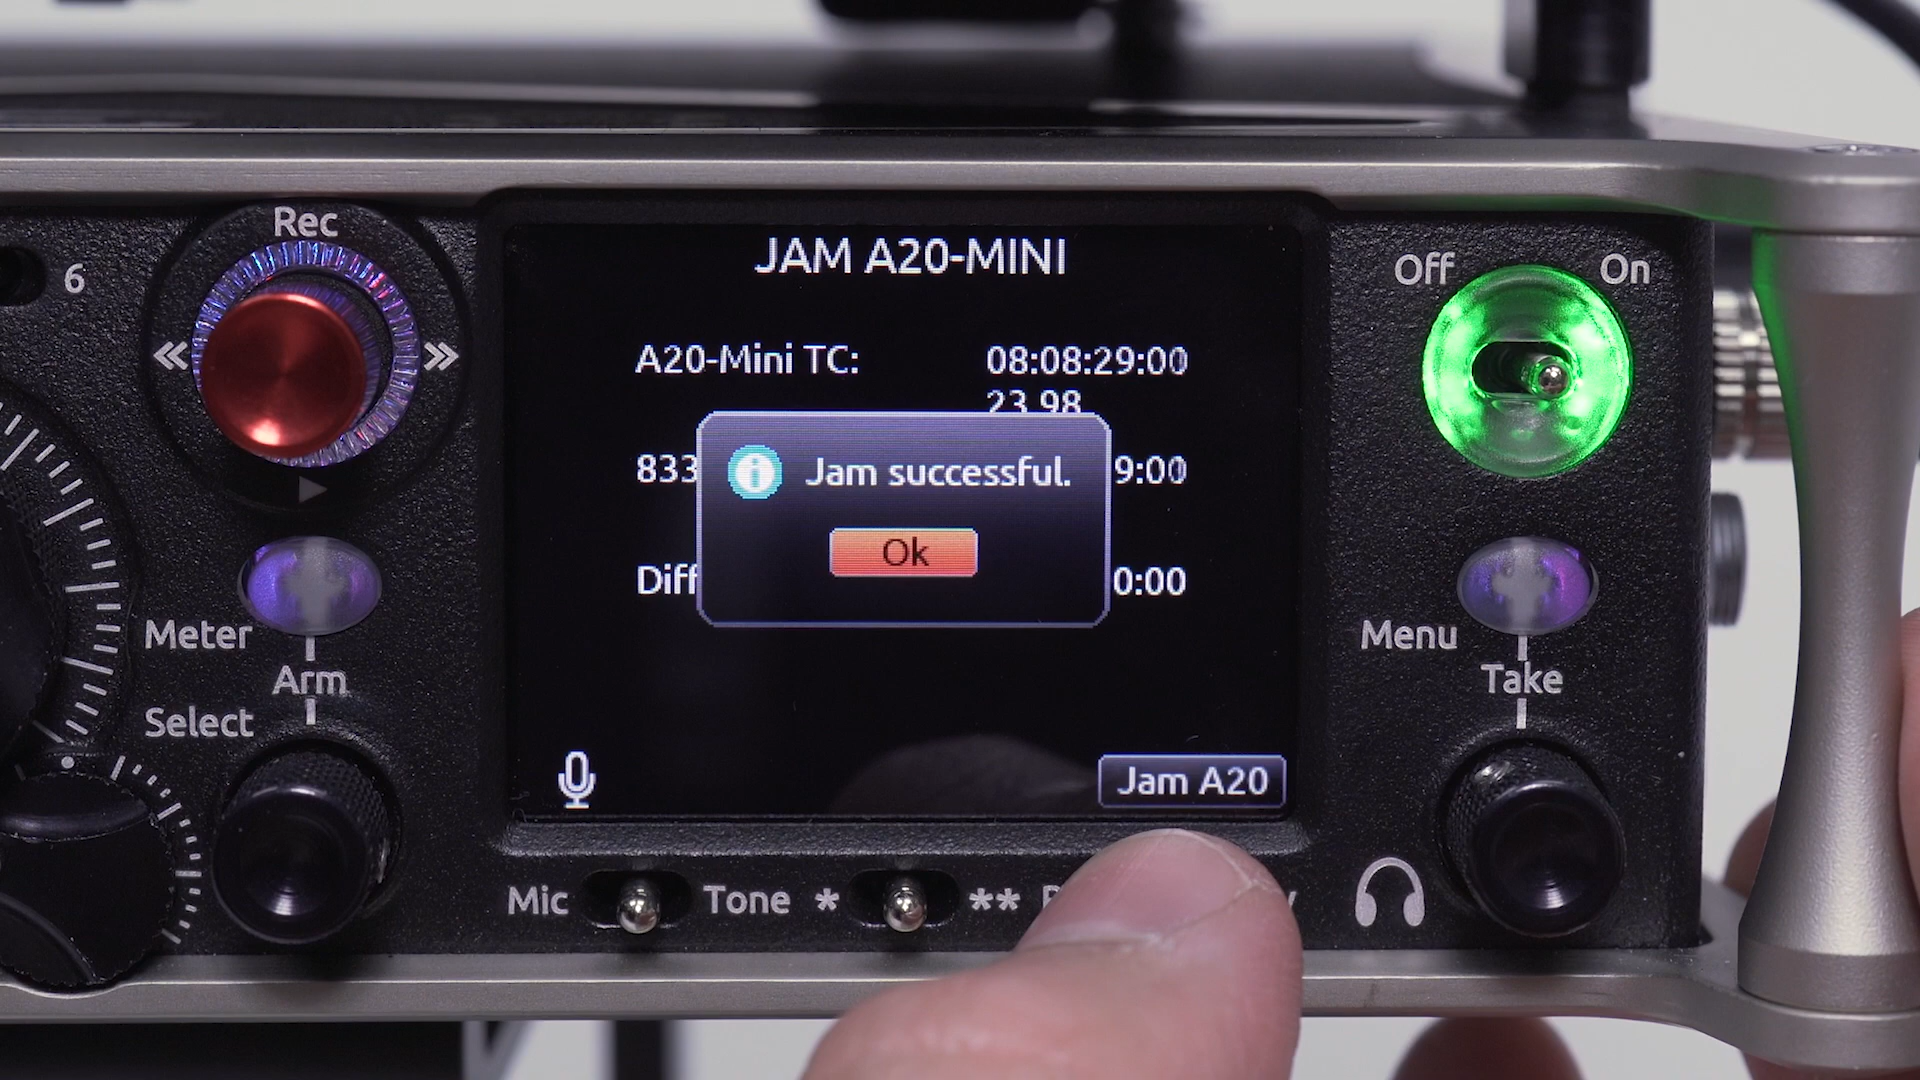 Rec
6
JAM A20-MINI
Off On
A20-Mini TC: 08:08:29:00
23.98
833 9:00
Jam successful.
Ok
Diff 0:00
Meter
Arm
Select
Menu
Take
Jam A20
Mic Tone * **